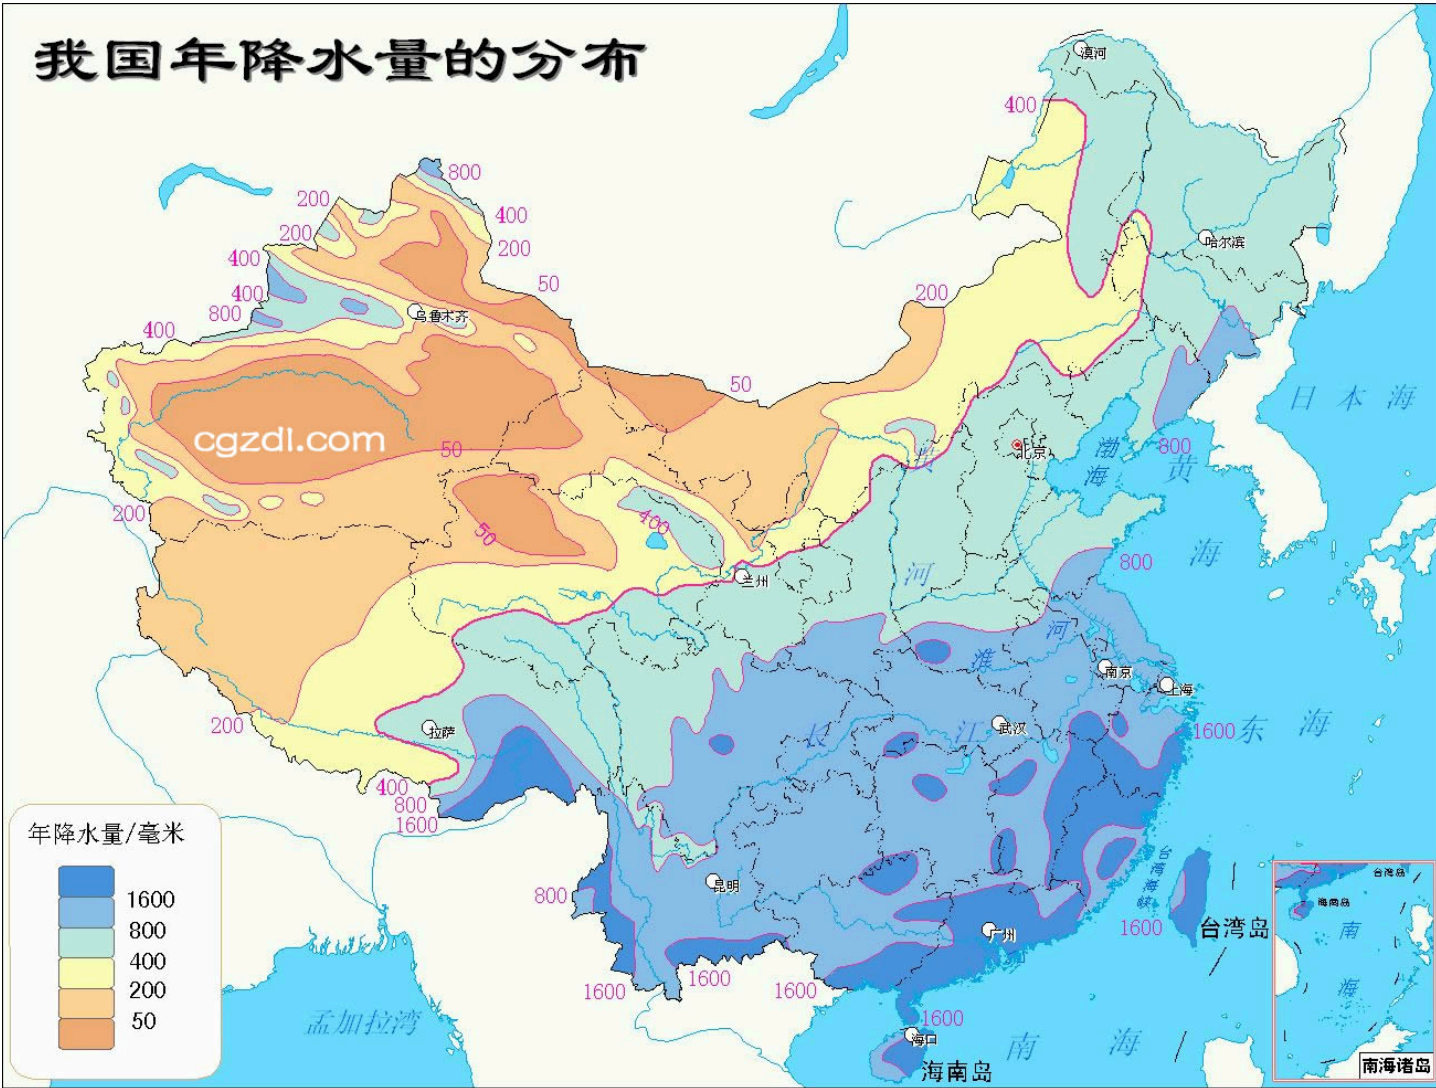 我国年降水量的分布
漠河
400
800
200
400
200
200
哈尔滨
400
50
400
200
800
乌鲁木齐
400
50
日本海
cgzdl.com
50
800
北京
渤海
黄
黄
200
400
50
海
800
兰州
河
河
淮
南京
上海
200
拉萨
长
江
武汉
1600
东
海
400
800
1600
年降水量/毫米
1600
800
400
200
50
昆明
800
台湾海峡
1600
台湾岛
广州
1600
1600
1600
1600
海口
海南岛
孟加拉湾
南
海
台湾岛
海南岛
南
海
南海诸岛